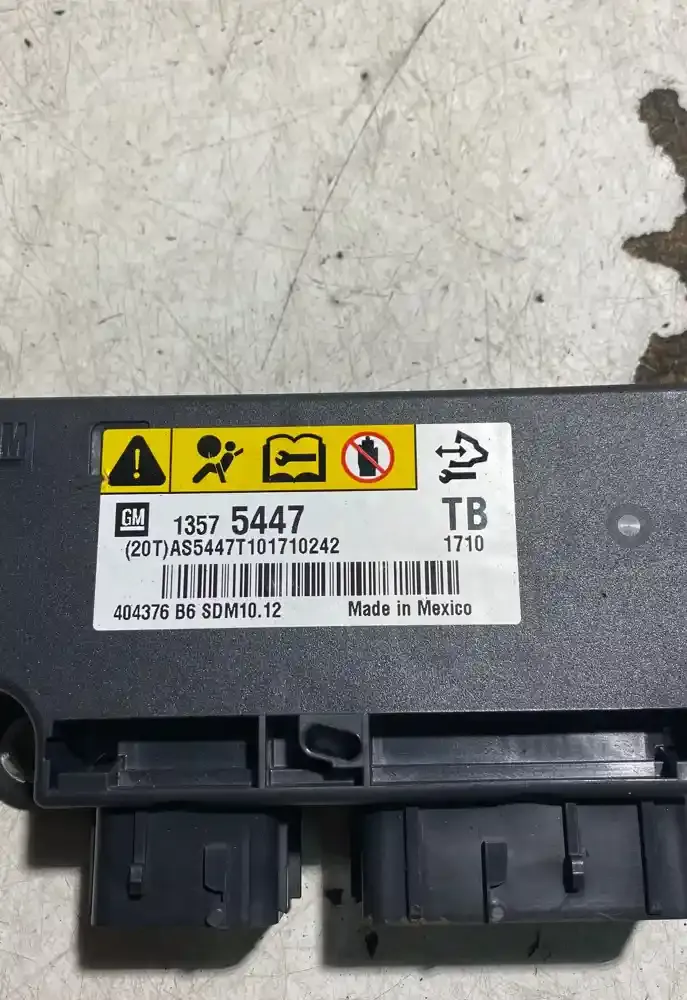 GM 1357 5447 TB
(20T)AS5447T101710242 1710
404376 B6 SDM10.12 Made in Mexico